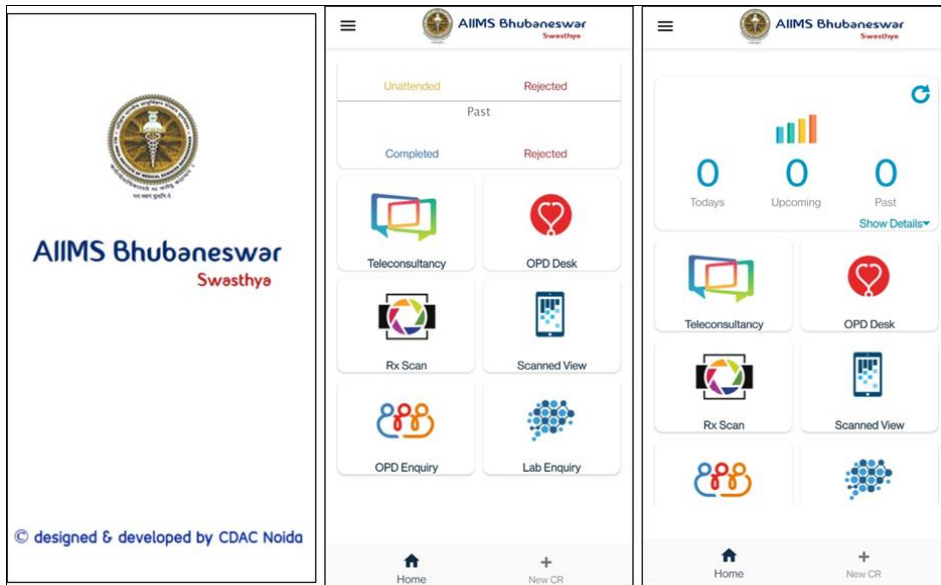 AIIMS Bhubaneswar
Swasthya
© designed & developed by CDAC Noida
AIIMS Bhubaneswar
Swasthya
Unattended Rejected
Past
Completed Rejected
Teleconsultancy OPD Desk
Rx Scan Scanned View
OPD Enquiry Lab Enquiry
Home New CR
AIIMS Bhubaneswar
Swasthya
0 0 0
Todays Upcoming Past
Show Details
Teleconsultancy OPD Desk
Rx Scan Scanned View
Home New CR